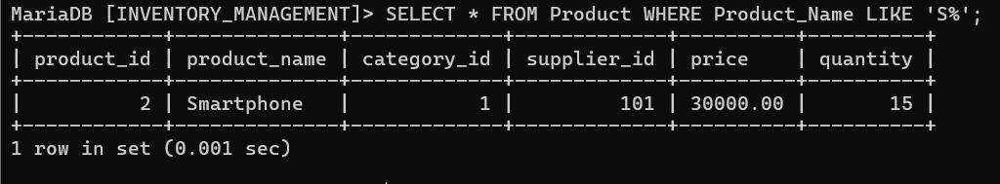 MariaDB [INVENTORY_MANAGEMENT]> SELECT * FROM Product WHERE Product_Name LIKE 'S%';
+------------+--------------+-------------+-------------+----------+----------+
| product_id | product_name | category_id | supplier_id | price    | quantity |
+------------+--------------+-------------+-------------+----------+----------+
|          2 | Smartphone   |           1 |         101 | 30000.00 |       15 |
+------------+--------------+-------------+-------------+----------+----------+
1 row in set (0.001 sec)